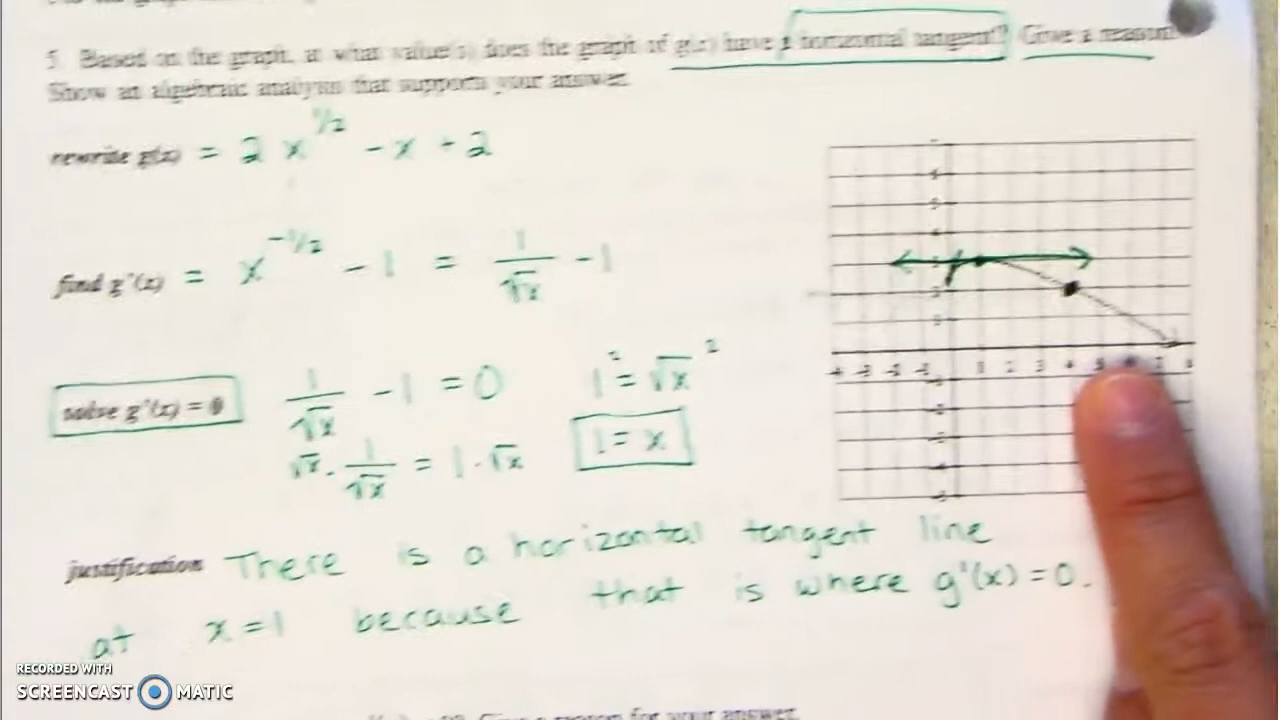 5. Based on the graph, at what value(s) does the graph of g(x) have a horizontal tangent? Give a reason.
Show an algebraic analysis that supports your answer.
rewrite g(x) = 2x^{1/2} - x + 2
find g'(x) = x^{-1/2} - 1 = 1/√x - 1
solve g'(x) = 0
1/√x - 1 = 0
√x · 1/√x = 1 · √x
1² = √x²
1 = x
justification There is a horizontal tangent line
at x = 1 because that is where g'(x) = 0.
RECORDED WITH
SCREENCAST MATIC